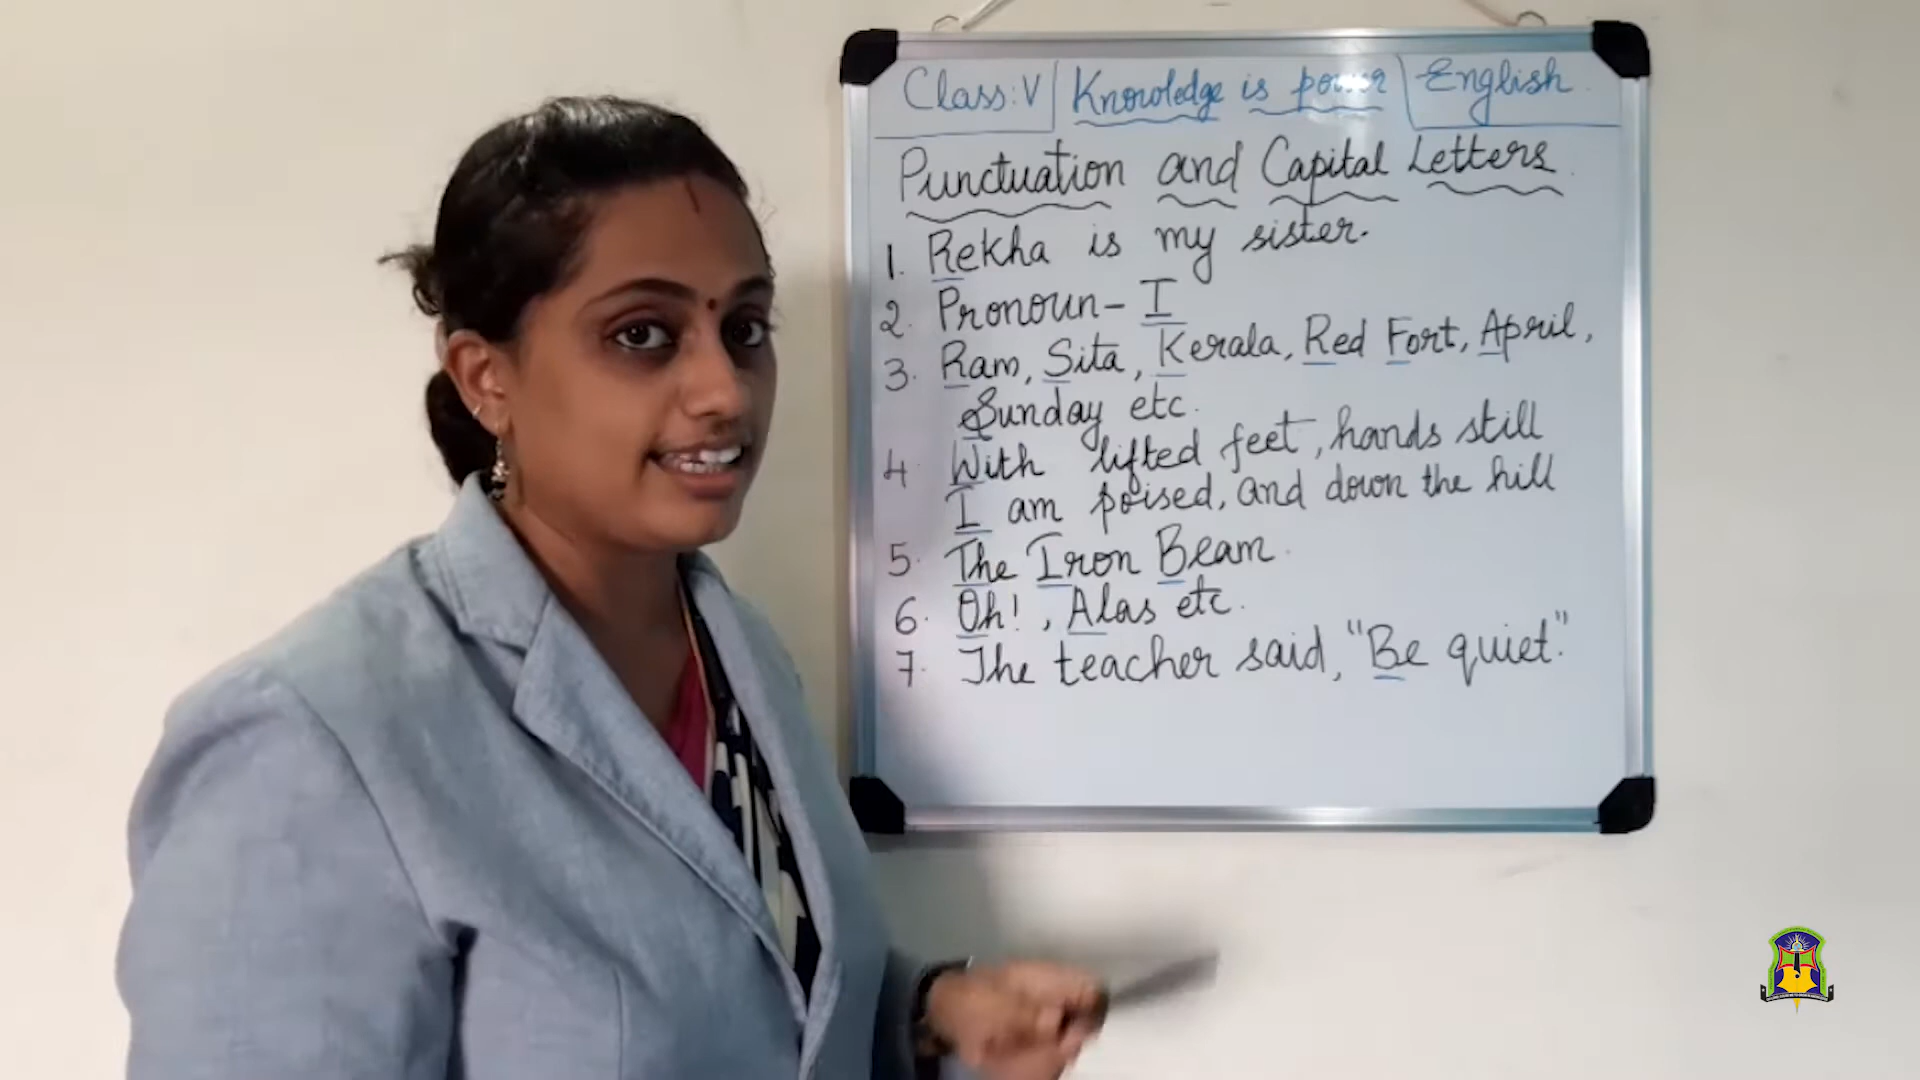 Class: V Knowledge is power English
Punctuation and Capital Letters
1. Rekha is my sister.
2. Pronoun- I
3. Ram, Sita, Kerala, Red Fort, April,
Sunday etc.
4. With lifted feet, hands still
I am poised, and down the hill
5. The Iron Beam.
6. Oh!, Alas etc.
7. The teacher said, "Be quiet."